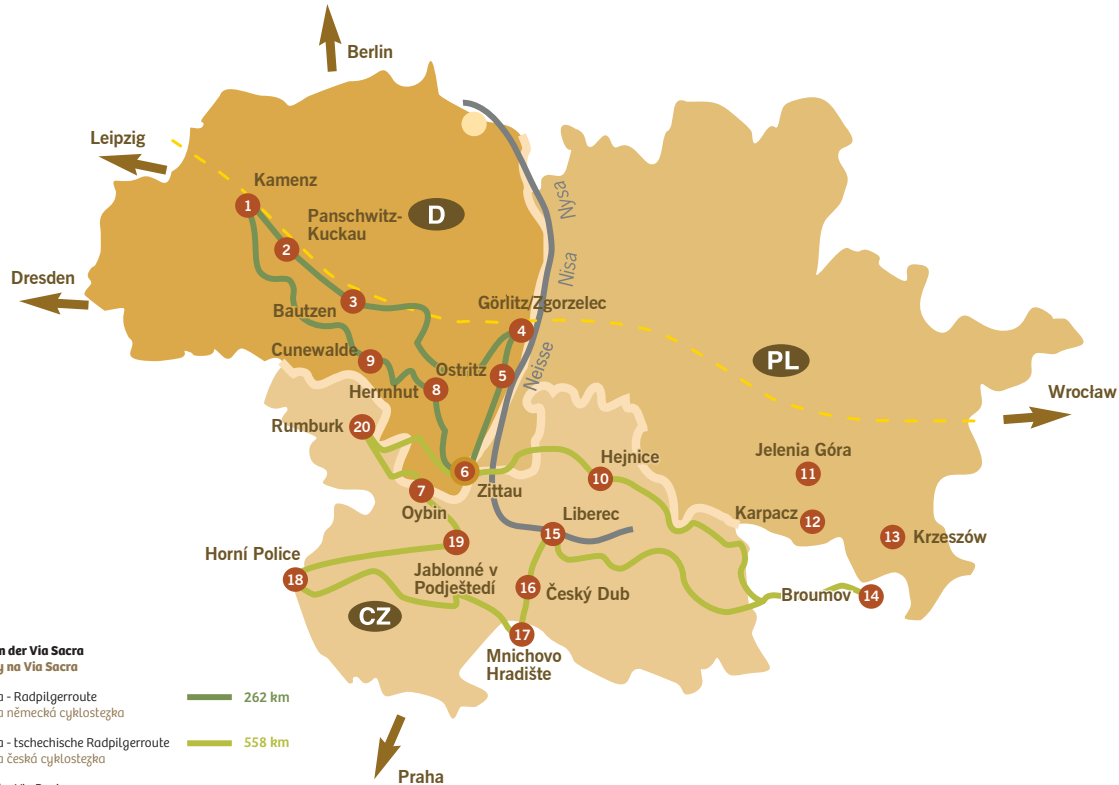 Berlin
Leipzig
Kamenz
1
Panschwitz-
Kuckau
D
2
Nysa
Nisa
Dresden
3
Bautzen
Görlitz/Zgorzelec
4
Neisse
PL
Cunewalde
9
Ostritz
5
Herrnhut
8
Wrocław
Rumburk
20
6
Zittau
Hejnice
10
Jelenia Góra
11
7
Oybin
Liberec
15
Karpacz
12
13
Krzeszów
19
Horní Police
18
Jablonné v
Podještedí
16
Český Dub
Broumov
14
CZ
17
Mnichovo
Hradište
n der Via Sacra
y na Via Sacra
a - Radpilgerroute
262 km
a německá cyklostezka
a - tschechische Radpilgerroute
558 km
a česká cyklostezka
Praha